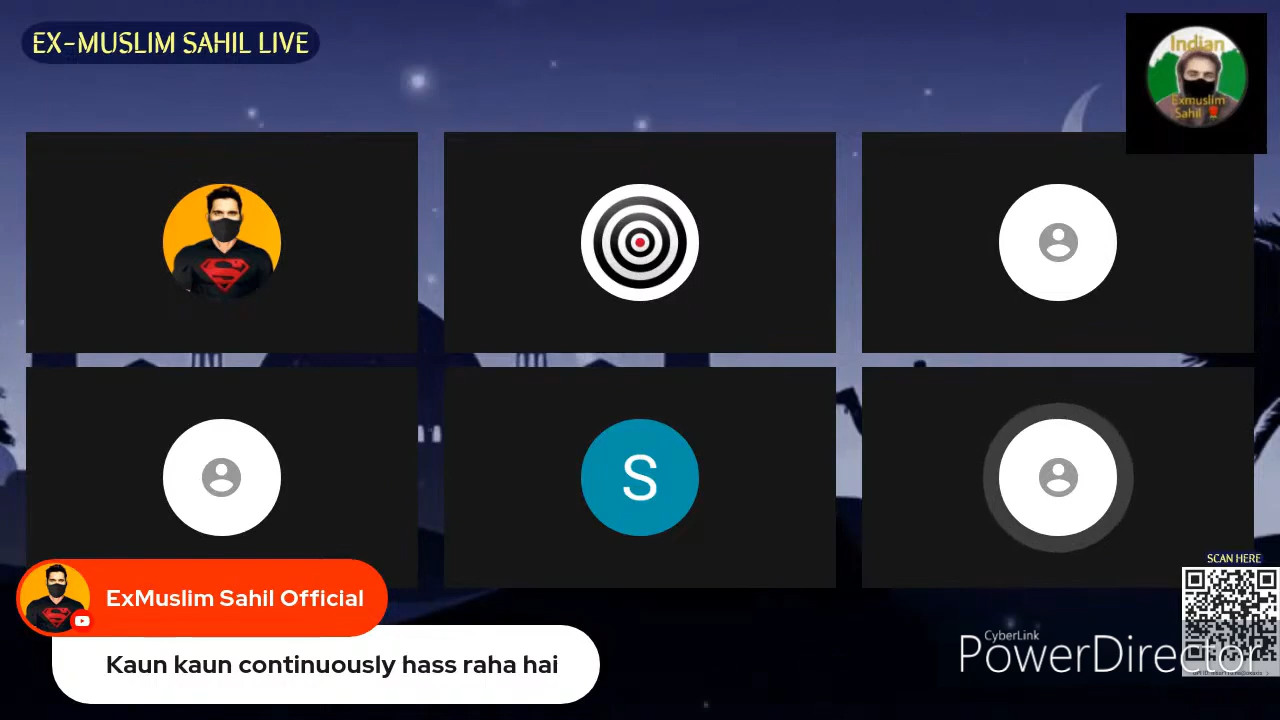 EX-MUSLIM SAHIL LIVE
Indian
Exmuslim
Sahil
S
SCAN HERE
ExMuslim Sahil Official
Kaun kaun continuously hass raha hai
CyberLink
PowerDirector